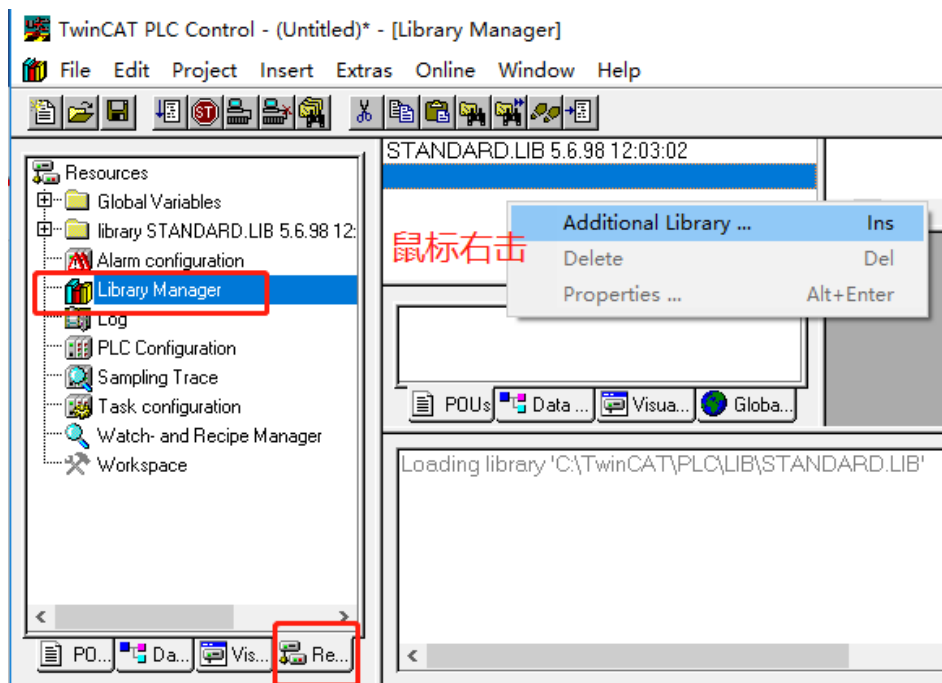 TwinCAT PLC Control - (Untitled)* - [Library Manager]
File Edit Project Insert Extras Online Window Help
Resources
Global Variables
library STANDARD.LIB 5.6.98 12:
Alarm configuration
Library Manager
Log
PLC Configuration
Sampling Trace
Task configuration
Watch- and Recipe Manager
Workspace
PO... Da... Vis... Re...
STANDARD.LIB 5.6.98 12:03:02
鼠标右击
Additional Library ... Ins
Delete Del
Properties ... Alt+Enter
POUs Data ... Visua... Globa...
Loading library 'C:\TwinCAT\PLC\LIB\STANDARD.LIB'